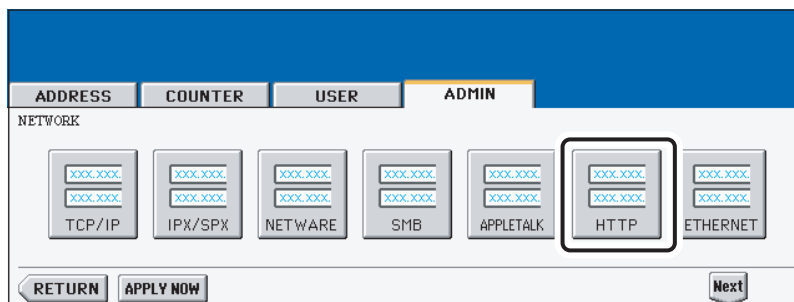 ADDRESS COUNTER USER ADMIN
NETWORK
xxx.xxx. xxx.xxx. xxx.xxx. xxx.xxx. xxx.xxx. xxx.xxx. xxx.xxx.
xxx.xxx. xxx.xxx. xxx.xxx. xxx.xxx. xxx.xxx. xxx.xxx. xxx.xxx.
TCP/IP IPX/SPX NETWARE SMB APPLETALK HTTP ETHERNET
RETURN APPLY NOW Next